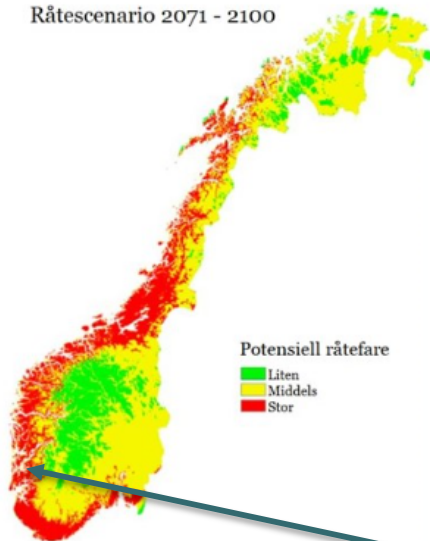 Råtescenario 2071 - 2100
Potensiell råtefare
Liten
Middels
Stor